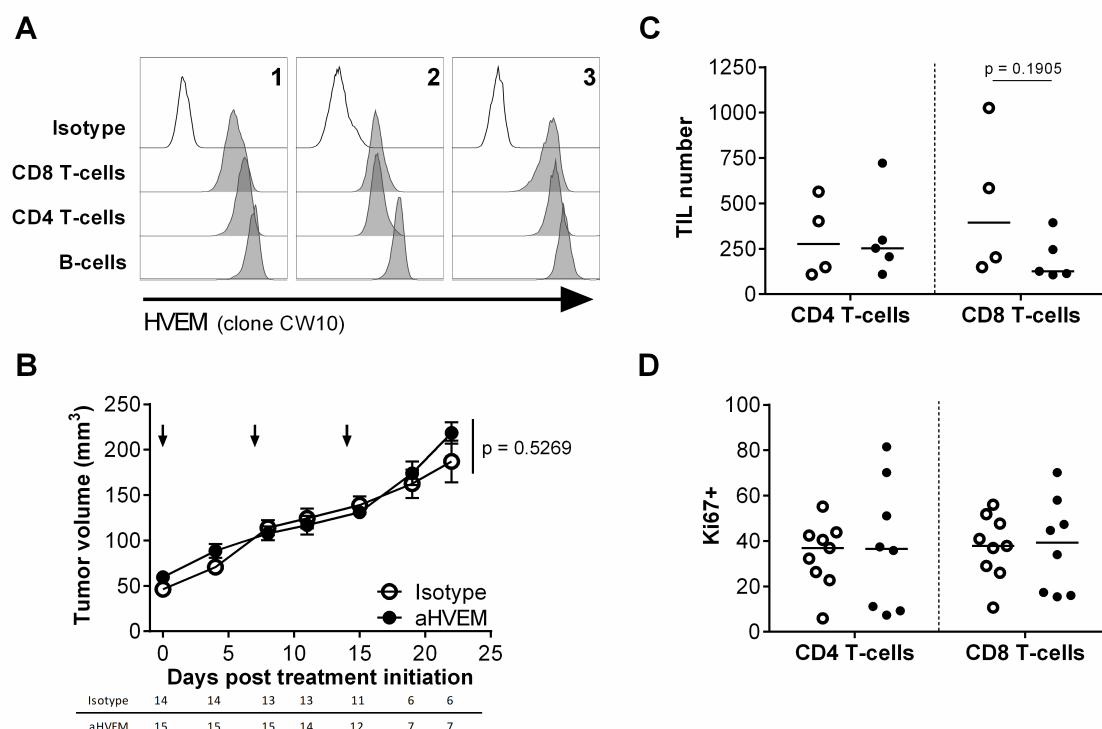 A
1
2
3
Isotype
CD8 T-cells
CD4 T-cells
B-cells
HVEM (clone CW10)
B
Tumor volume (mm3)
250
200
150
100
50
0
p = 0.5269
Isotype
aHVEM
0 5 10 15 20 25
Days post treatment initiation
Isotype 14 14 13 13 11 6 6
aHVEM 15 15 15 14 12 7 7
C
TIL number
1250
1000
750
500
250
0
p = 0.1905
CD4 T-cells CD8 T-cells
D
Ki67+
100
80
60
40
20
0
CD4 T-cells CD8 T-cells